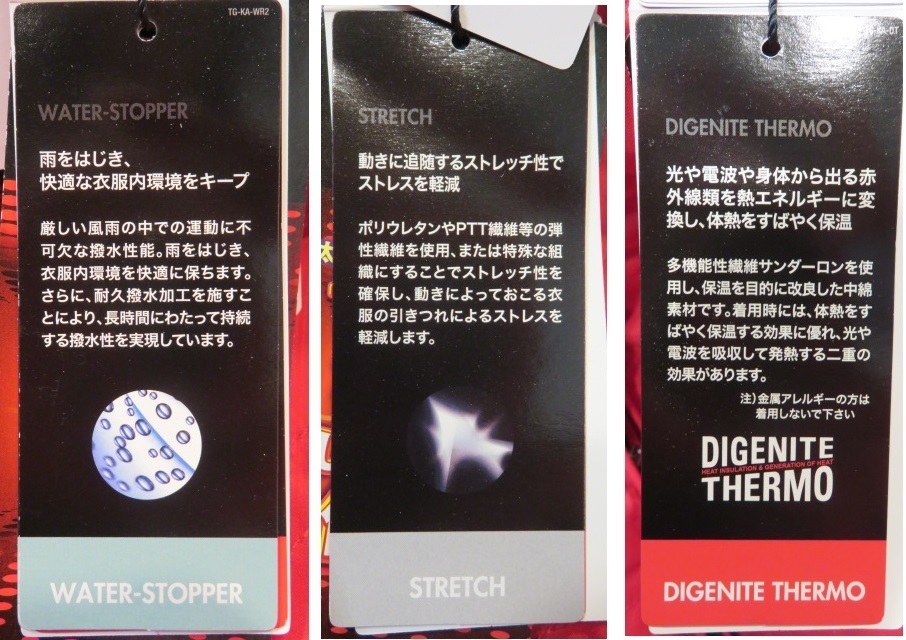 TG-KA-WR2
WATER-STOPPER
雨をはじき、
快適な衣服内環境をキープ
厳しい風雨の中での運動に不
可欠な撥水性能。雨をはじき、
衣服内環境を快適に保ちます。
さらに、耐久撥水加工を施すこ
とにより、長時間にわたって持続
する撥水性を実現しています。
WATER-STOPPER
STRETCH
動きに追随するストレッチ性で
ストレスを軽減
ポリウレタンやPTT繊維等の弾
性繊維を使用、または特殊な組
織にすることでストレッチ性を
確保し、動きによっておこる衣
服の引きつれによるストレスを
軽減します。
STRETCH
DIGENITE THERMO
光や電波や身体から出る赤
外線類を熱エネルギーに変
換し、体熱をすばやく保温
多機能性繊維サンダーロンを使
用し、保温を目的に改良した中綿
素材です。着用時には、体熱をす
ばやく保温する効果に優れ、光や
電波を吸収して発熱する二重の
効果があります。
注)金属アレルギーの方は
着用しないで下さい
DIGENITE
HEAT INSULATION & GENERATION OF HEAT
THERMO
DIGENITE THERMO